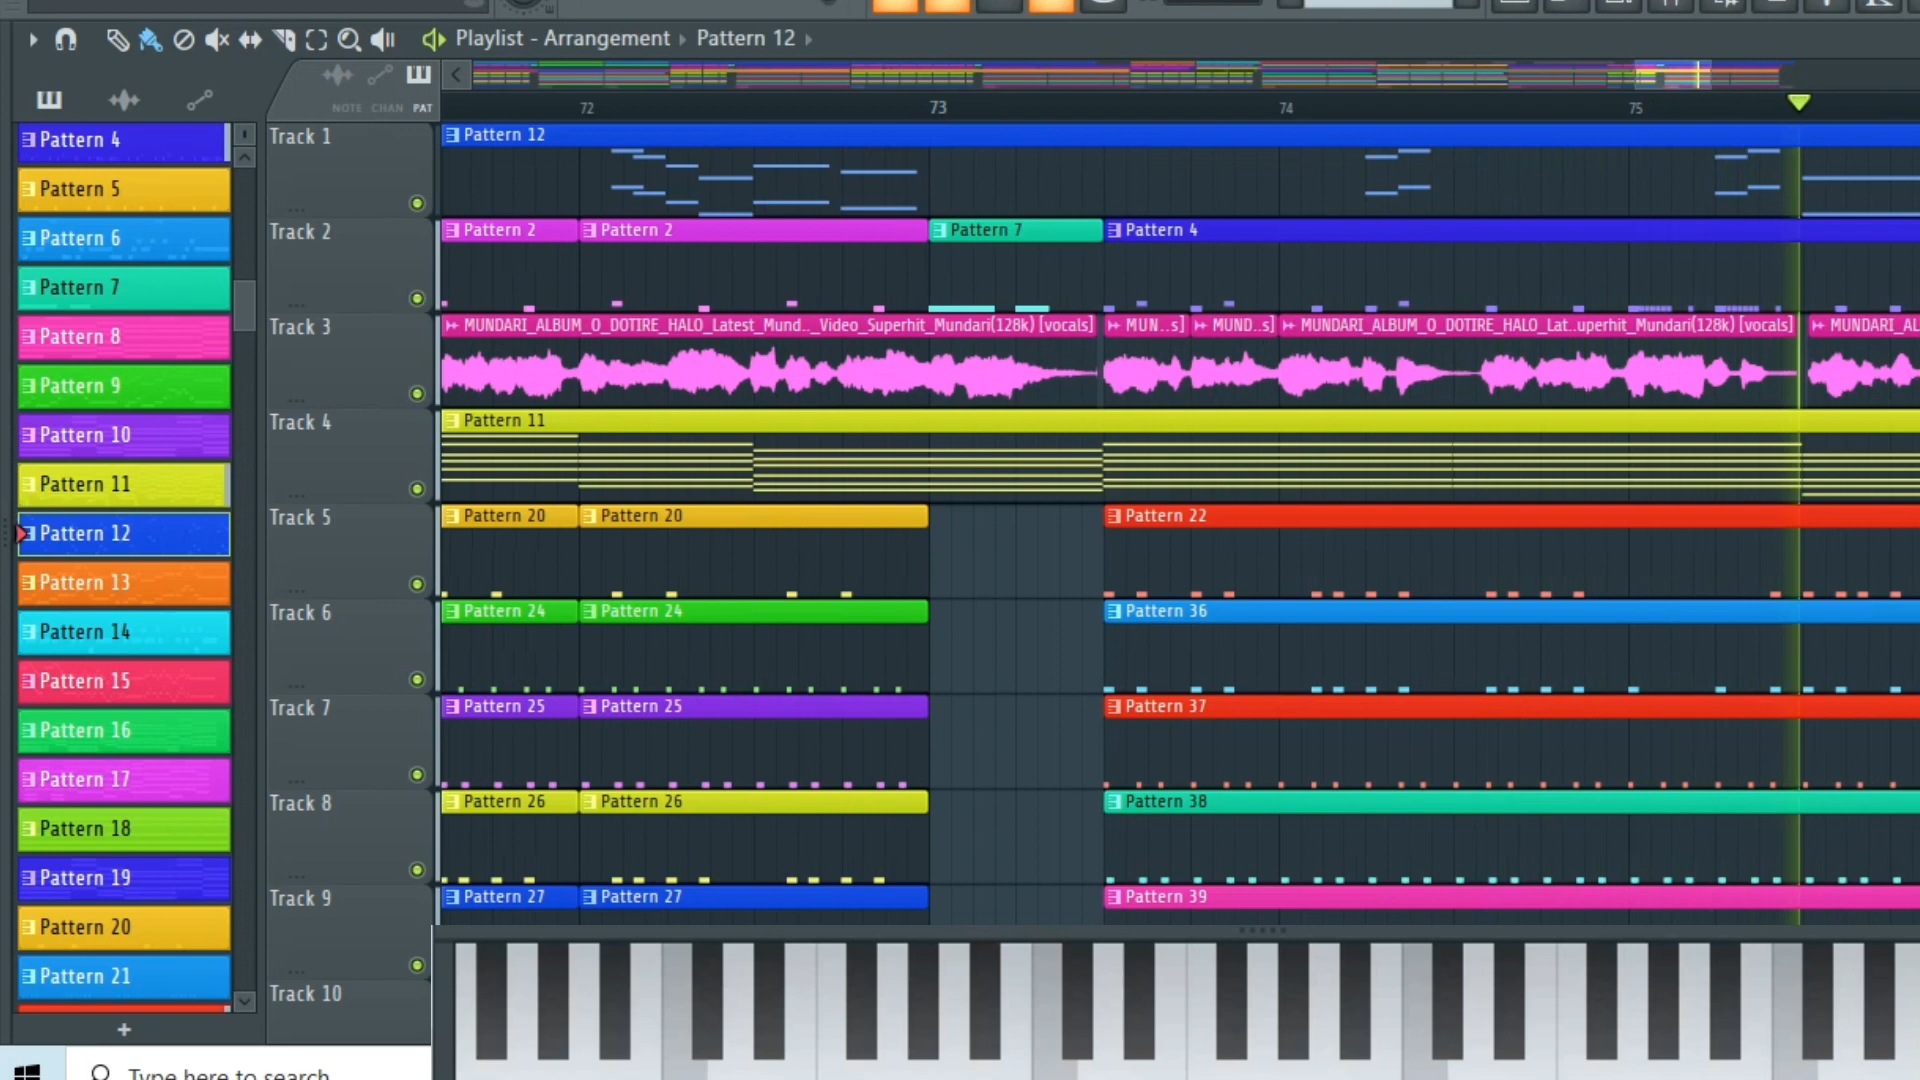 Playlist - Arrangement › Pattern 12 ›
NOTE CHAN PAT
72 73 74 75
Pattern 4
Pattern 5
Pattern 6
Pattern 7
Pattern 8
Pattern 9
Pattern 10
Pattern 11
Pattern 12
Pattern 13
Pattern 14
Pattern 15
Pattern 16
Pattern 17
Pattern 18
Pattern 19
Pattern 20
Pattern 21
+
Track 1
Pattern 12
Track 2
Pattern 2 Pattern 2 Pattern 7 Pattern 4
Track 3
MUNDARI_ALBUM_O_DOTIRE_HALO_Latest_Mund..._Video_Superhit_Mundari(128k) [vocals] MUN..s] MUND..s] MUNDARI_ALBUM_O_DOTIRE_HALO_Lat..uperhit_Mundari(128k) [vocals] MUNDARI_AL
Track 4
Pattern 11
Track 5
Pattern 20 Pattern 20 Pattern 22
Track 6
Pattern 24 Pattern 24 Pattern 36
Track 7
Pattern 25 Pattern 25 Pattern 37
Track 8
Pattern 26 Pattern 26 Pattern 38
Track 9
Pattern 27 Pattern 27 Pattern 39
Track 10
Type here to search